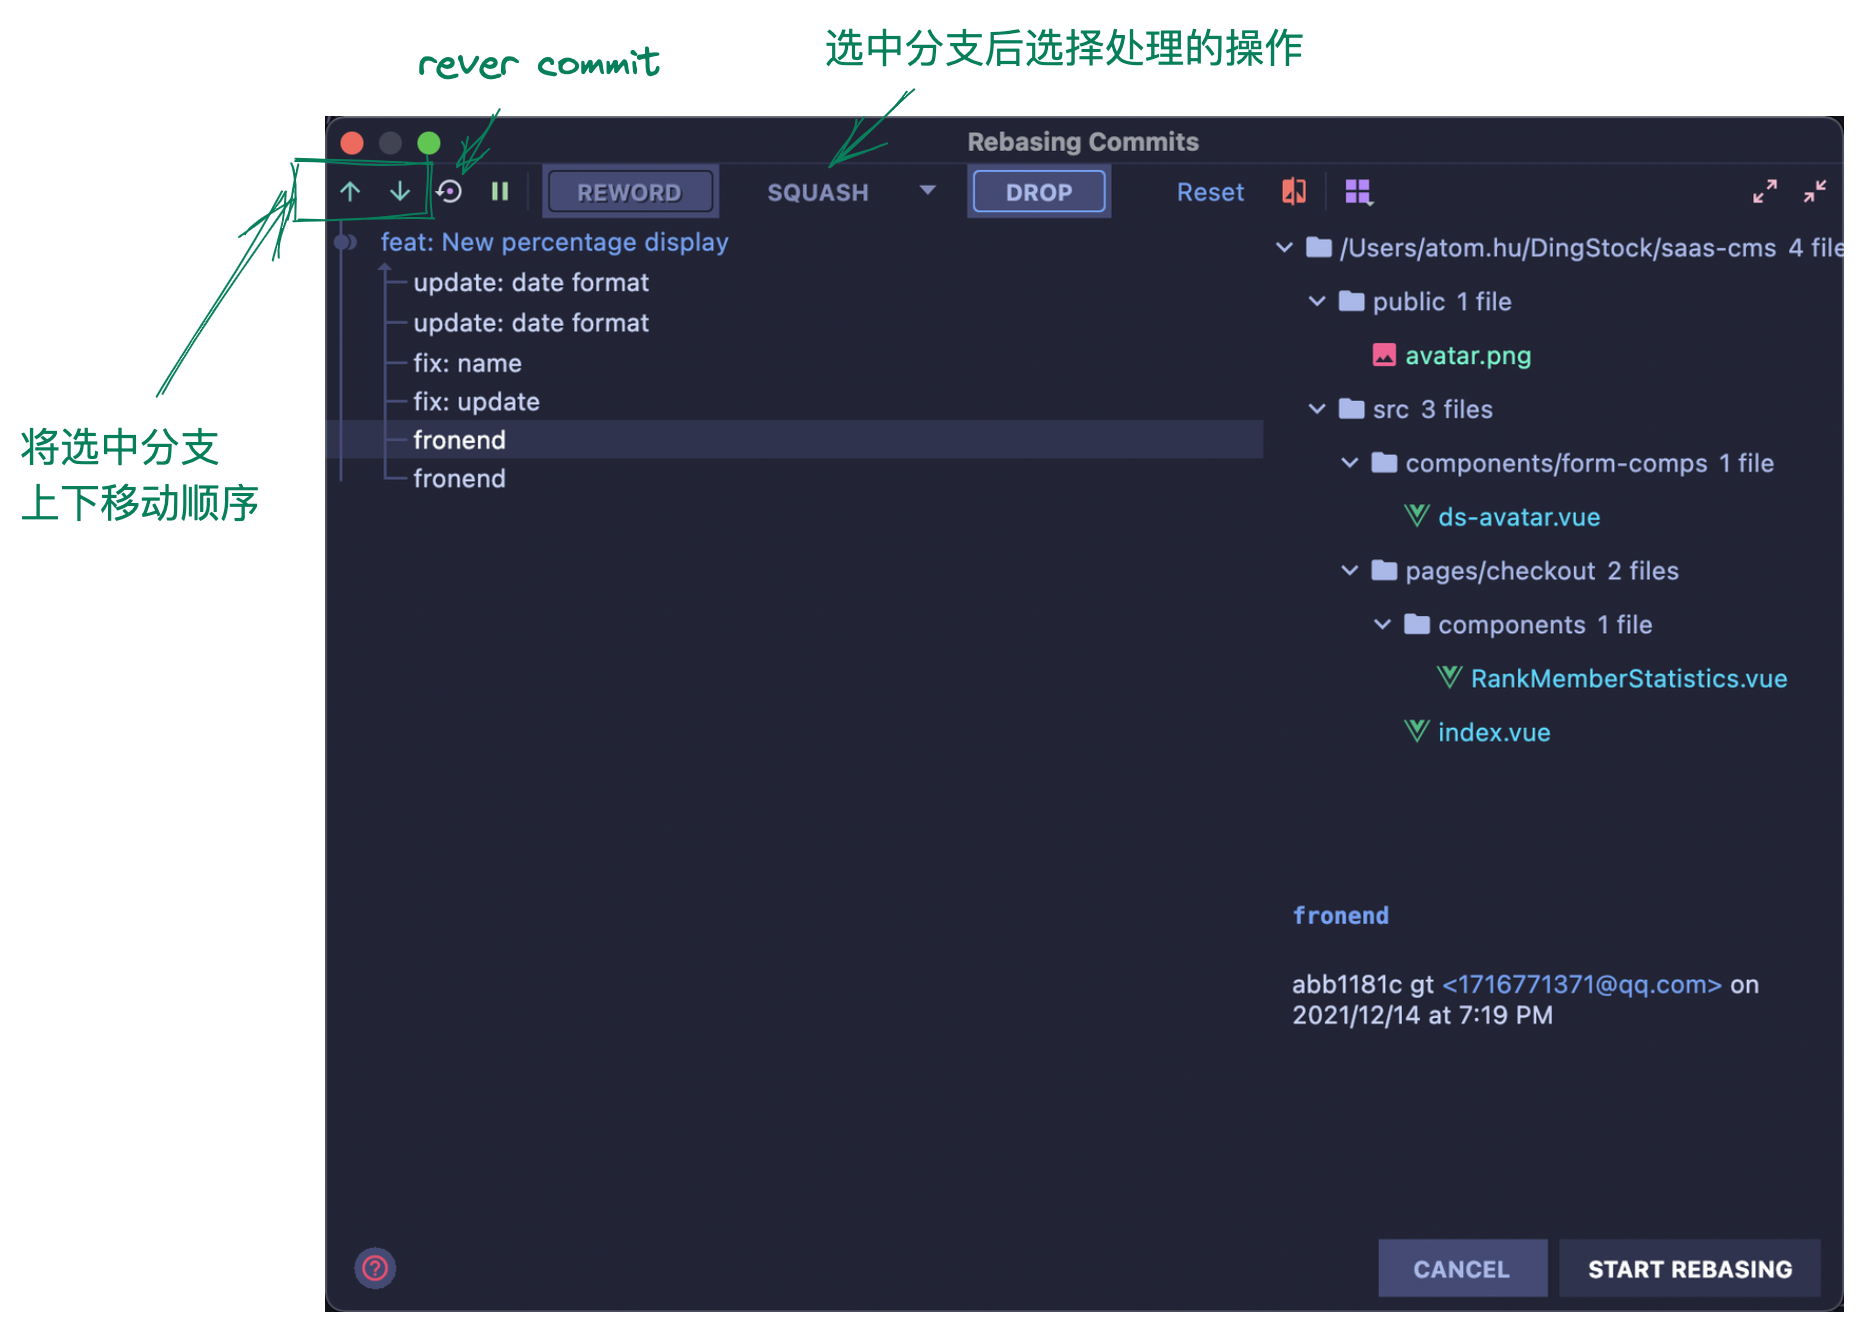 rever commit
选中分支后选择处理的操作
Rebasing Commits
REWORD SQUASH DROP Reset
feat: New percentage display
update: date format
update: date format
fix: name
fix: update
fronend
fronend
将选中分支
上下移动顺序
/Users/atom.hu/DingStock/saas-cms 4 file
public 1 file
avatar.png
src 3 files
components/form-comps 1 file
ds-avatar.vue
pages/checkout 2 files
components 1 file
RankMemberStatistics.vue
index.vue
fronend
abb1181c gt <1716771371@qq.com> on
2021/12/14 at 7:19 PM
?
CANCEL START REBASING